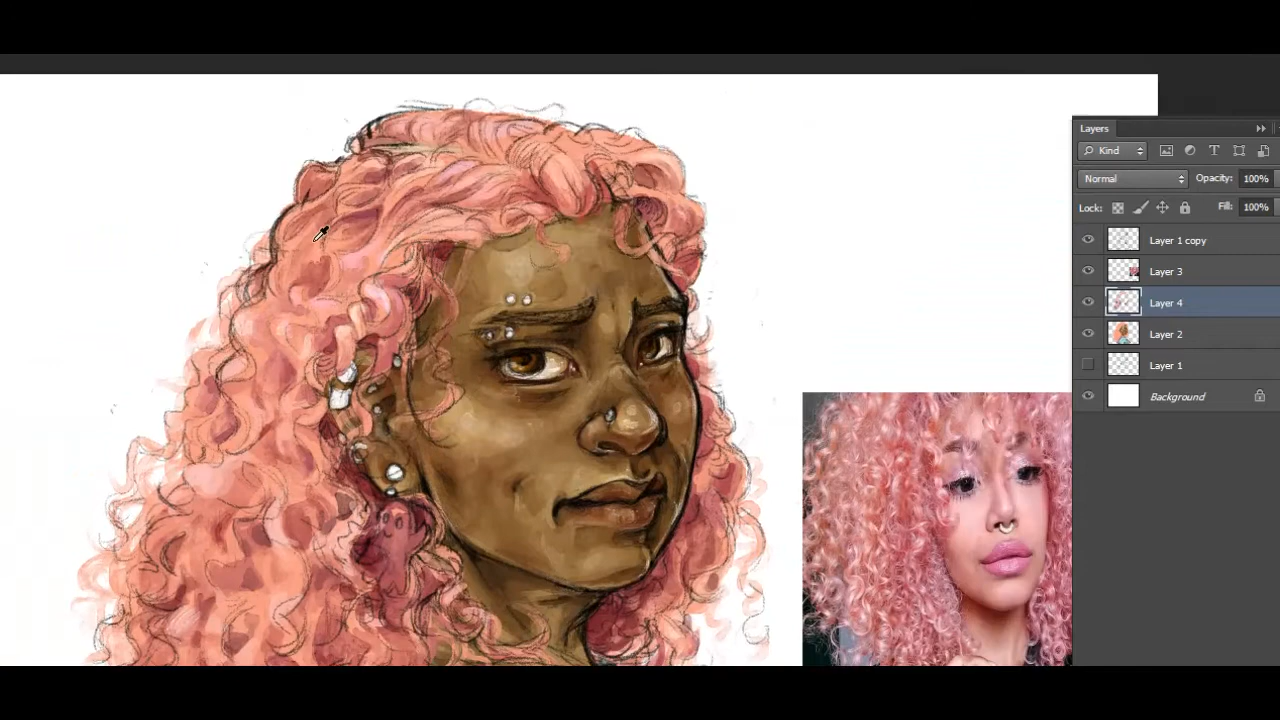 Layers
Kind
Normal Opacity: 100%
Lock: Fill: 100%
Layer 1 copy
Layer 3
Layer 4
Layer 2
Layer 1
Background